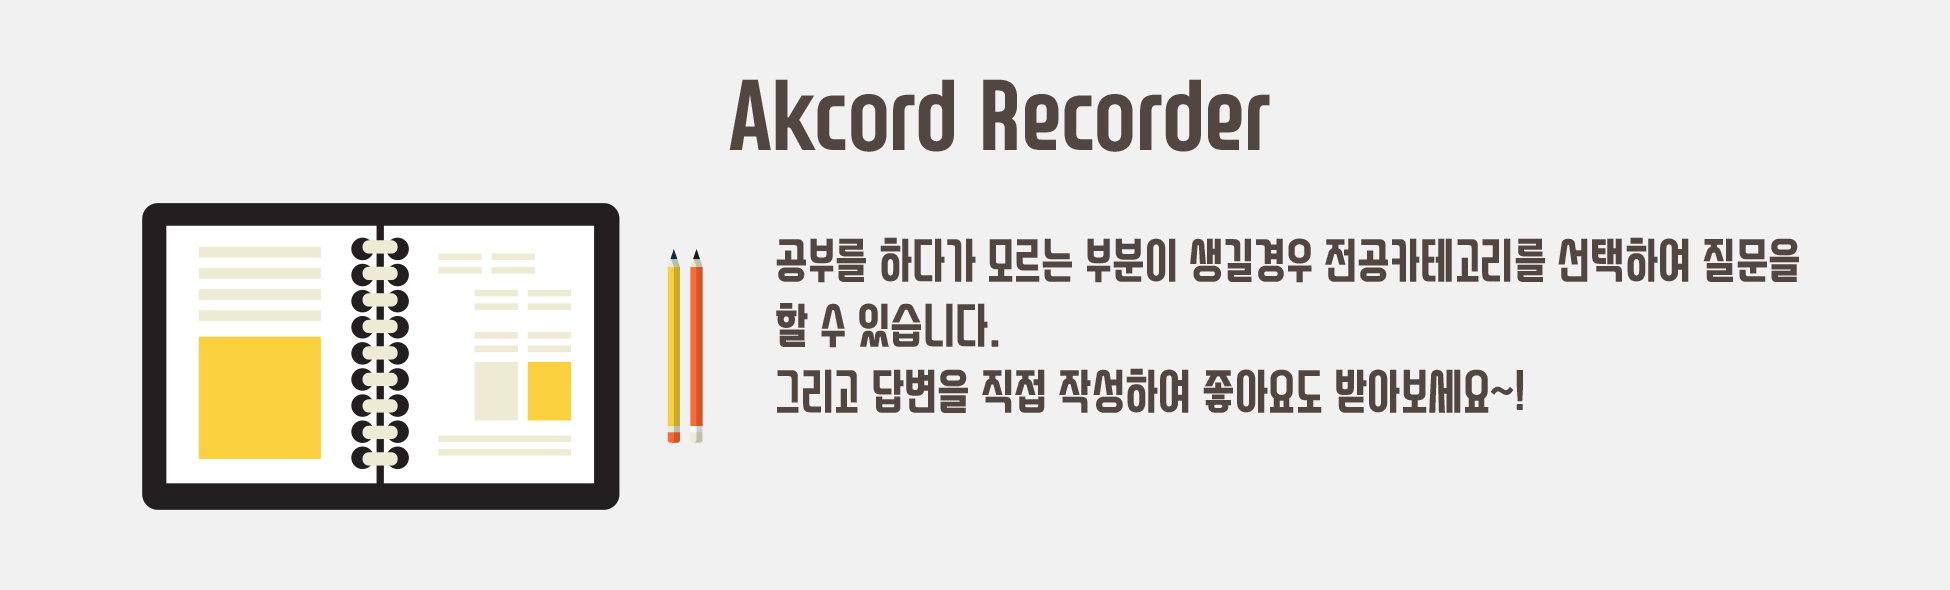 Akcord Recorder
공부를 하다가 모르는 부분이 생길경우 전공카테고리를 선택하여 질문을
할 수 있습니다.
그리고 답변을 직접 작성하여 좋아요도 받아보세요~!